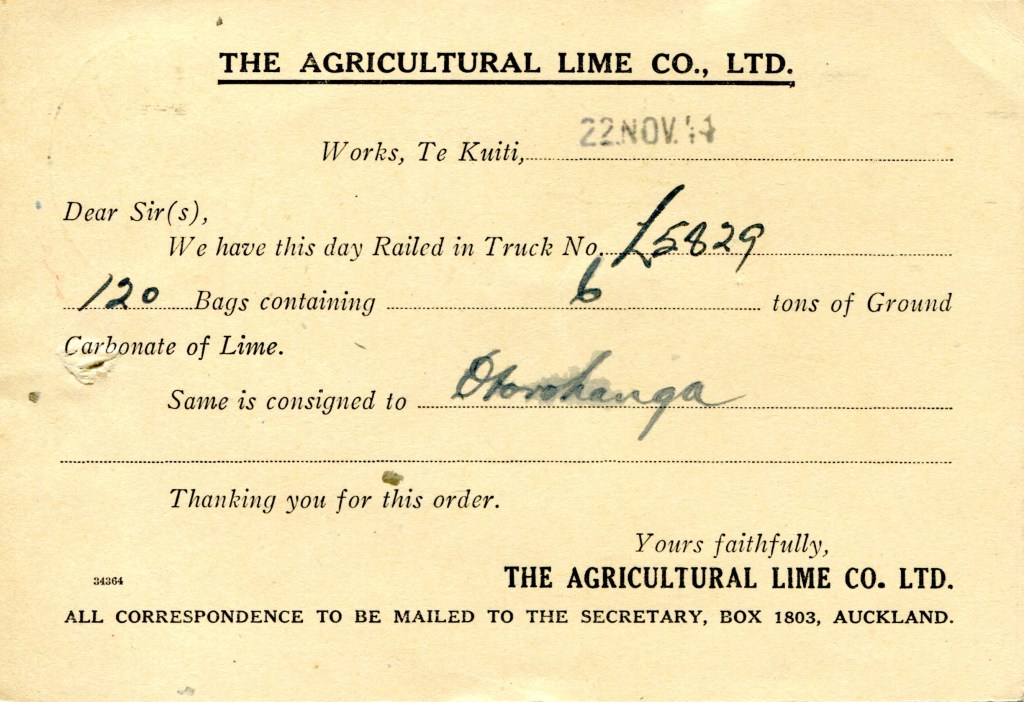 THE AGRICULTURAL LIME CO., LTD.
Works, Te Kuiti, 22.NOV.
Dear Sir(s),
We have this day Railed in Truck No. L5829
120 Bags containing 6 tons of Ground
Carbonate of Lime.
Same is consigned to Otorohanga
Thanking you for this order.
Yours faithfully,
34364
THE AGRICULTURAL LIME CO. LTD.
ALL CORRESPONDENCE TO BE MAILED TO THE SECRETARY, BOX 1803, AUCKLAND.